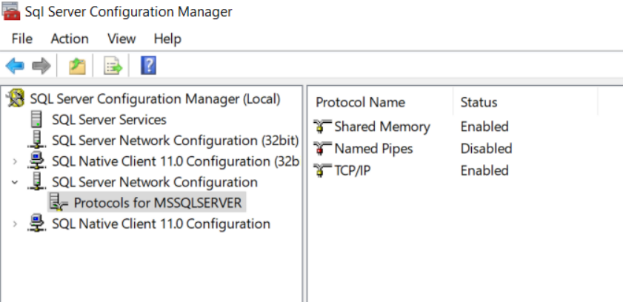 Sql Server Configuration Manager
File Action View Help
SQL Server Configuration Manager (Local)
SQL Server Services
SQL Server Network Configuration (32bit)
SQL Native Client 11.0 Configuration (32b
SQL Server Network Configuration
Protocols for MSSQLSERVER
SQL Native Client 11.0 Configuration
Protocol Name Status
Shared Memory Enabled
Named Pipes Disabled
TCP/IP Enabled